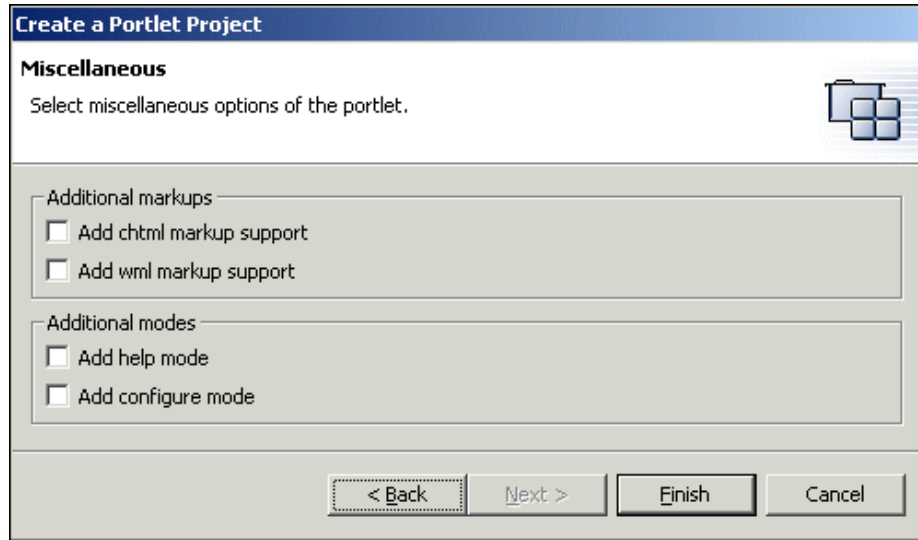 Create a Portlet Project
Miscellaneous
Select miscellaneous options of the portlet.
Additional markups
Add chtml markup support
Add wml markup support
Additional modes
Add help mode
Add configure mode
< Back Next > Finish Cancel